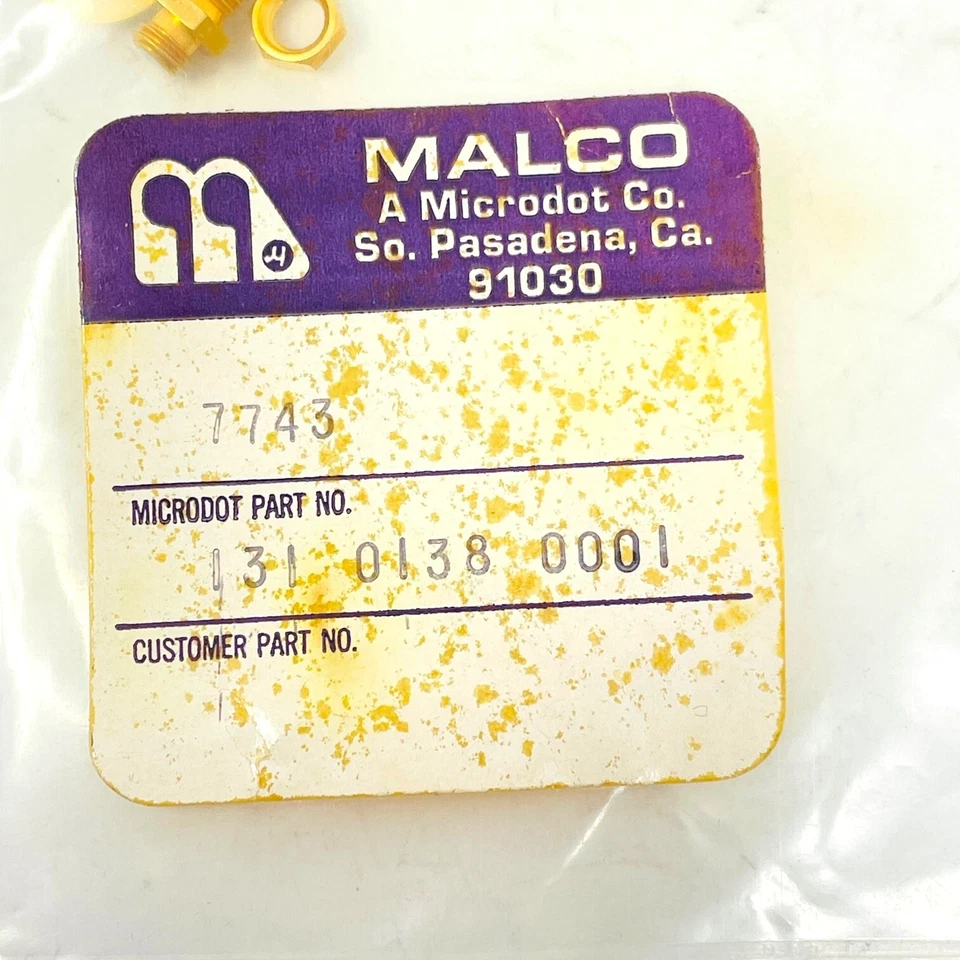 MALCO
A Microdot Co.
So. Pasadena, Ca.
91030
7743
MICRODOT PART NO.
131 0138 0001
CUSTOMER PART NO.